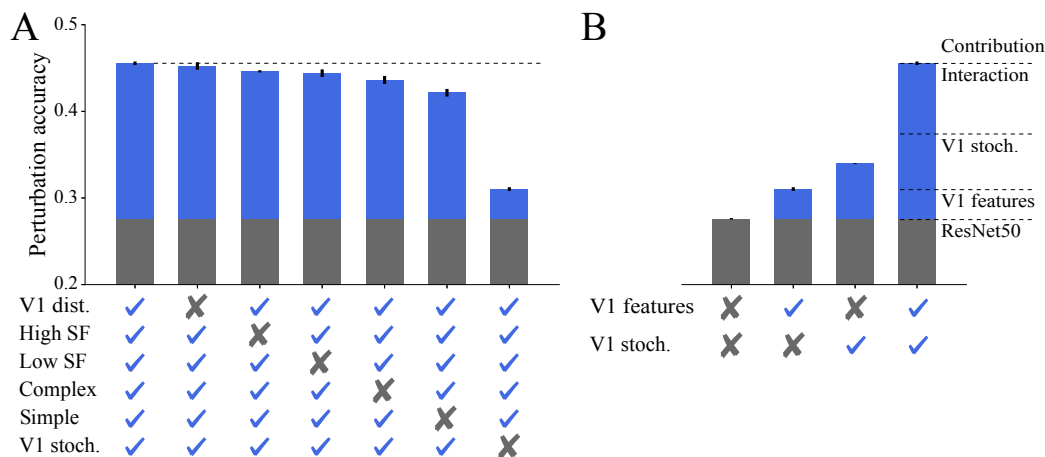 A
Perturbation accuracy
0.5
0.4
0.3
0.2
V1 dist.
High SF
Low SF
Complex
Simple
V1 stoch.
B
Contribution
Interaction
V1 stoch.
V1 features
ResNet50
V1 features
V1 stoch.